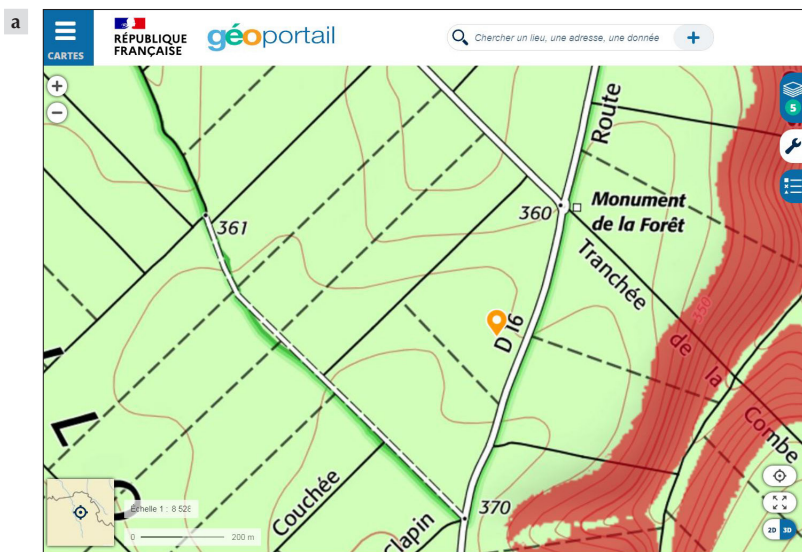 a
CARTES
RÉPUBLIQUE
FRANÇAISE
géoportail
Chercher un lieu, une adresse, une donnée
+
+
−
5
Route
361
360
Monument
de la Forêt
Tranchée
de la
Combe
350
D 16
L
Couchée
370
clapin
Échelle 1 : 8 528
0
200 m
2D
3D